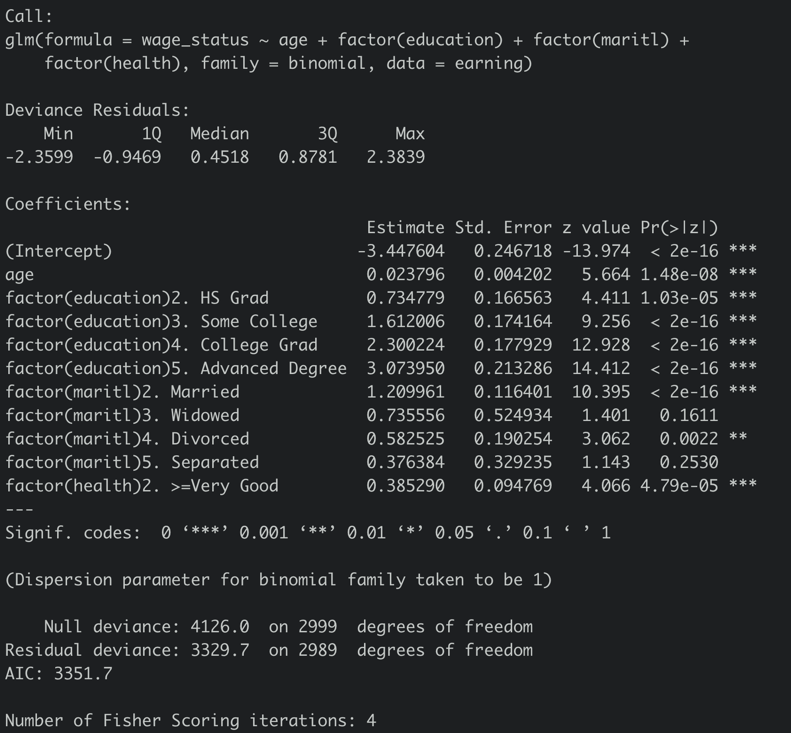 Call:
glm(formula = wage_status ~ age + factor(education) + factor(maritl) +
    factor(health), family = binomial, data = earning)

Deviance Residuals:
    Min       1Q   Median       3Q      Max
-2.3599  -0.9469   0.4518   0.8781   2.3839

Coefficients:
                                     Estimate Std. Error z value Pr(>|z|)
(Intercept)                         -3.447604   0.246718 -13.974  < 2e-16 ***
age                                  0.023796   0.004202   5.664 1.48e-08 ***
factor(education)2. HS Grad          0.734779   0.166563   4.411 1.03e-05 ***
factor(education)3. Some College     1.612006   0.174164   9.256  < 2e-16 ***
factor(education)4. College Grad     2.300224   0.177929  12.928  < 2e-16 ***
factor(education)5. Advanced Degree  3.073950   0.213286  14.412  < 2e-16 ***
factor(maritl)2. Married             1.209961   0.116401  10.395  < 2e-16 ***
factor(maritl)3. Widowed             0.735556   0.524934   1.401   0.1611
factor(maritl)4. Divorced            0.582525   0.190254   3.062   0.0022 **
factor(maritl)5. Separated           0.376384   0.329235   1.143   0.2530
factor(health)2. >=Very Good         0.385290   0.094769   4.066 4.79e-05 ***
---
Signif. codes:  0 ‘***’ 0.001 ‘**’ 0.01 ‘*’ 0.05 ‘.’ 0.1 ‘ ’ 1

(Dispersion parameter for binomial family taken to be 1)

    Null deviance: 4126.0  on 2999  degrees of freedom
Residual deviance: 3329.7  on 2989  degrees of freedom
AIC: 3351.7

Number of Fisher Scoring iterations: 4